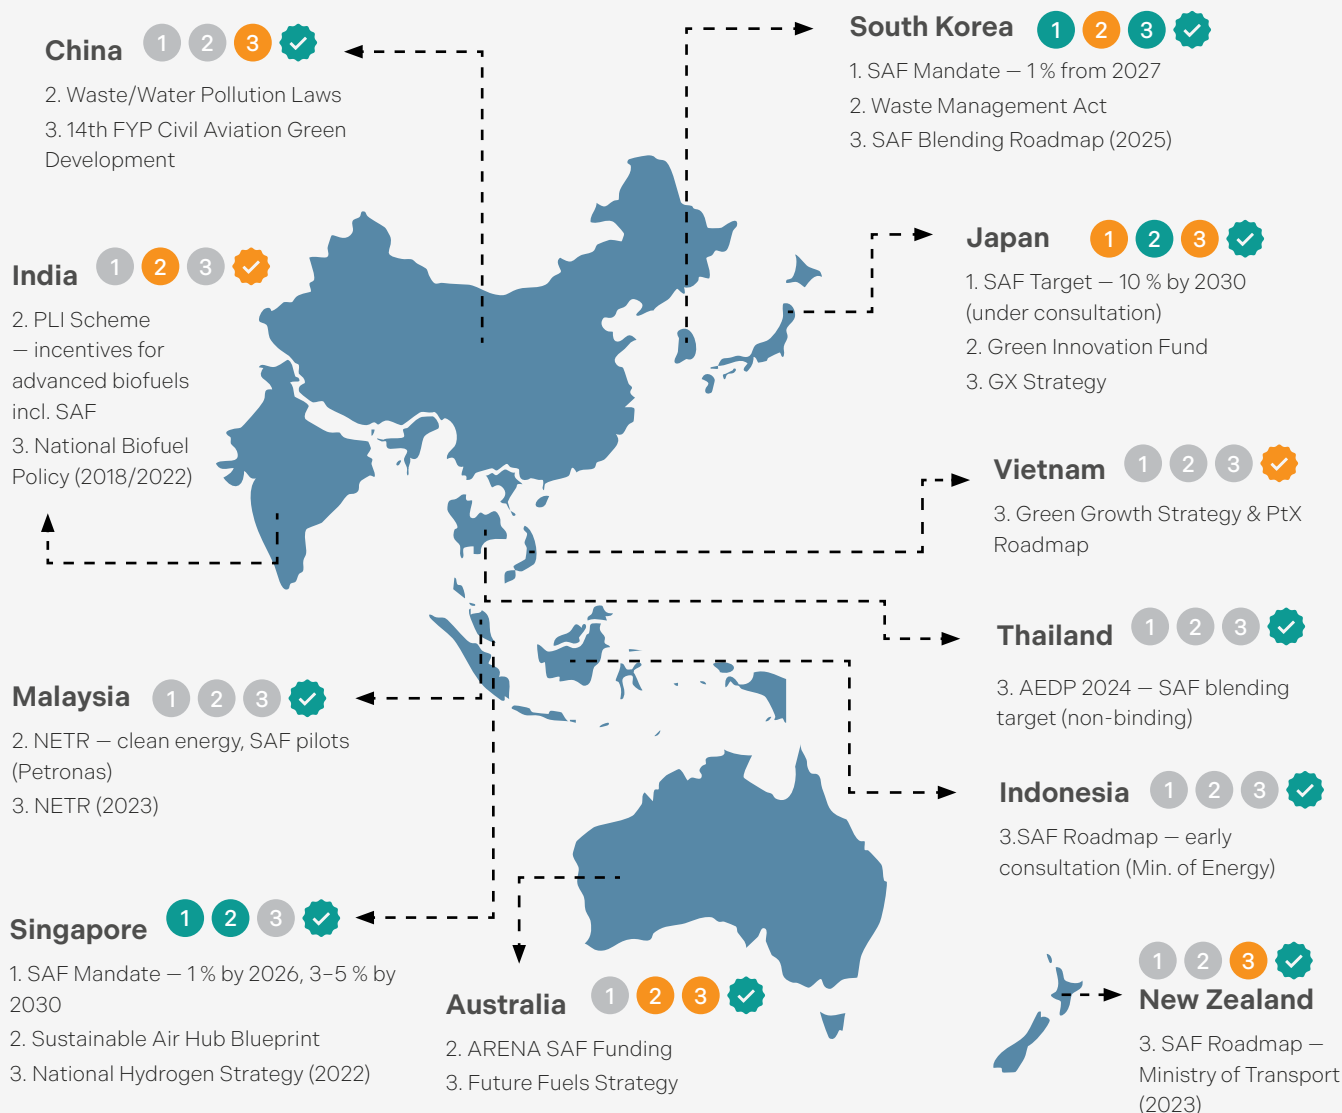 China 1 2 3
2. Waste/Water Pollution Laws
3. 14th FYP Civil Aviation Green
Development
South Korea 1 2 3
1. SAF Mandate – 1 % from 2027
2. Waste Management Act
3. SAF Blending Roadmap (2025)
India 1 2 3
2. PLI Scheme
– incentives for
advanced biofuels
incl. SAF
3. National Biofuel
Policy (2018/2022)
Japan 1 2 3
1. SAF Target – 10 % by 2030
(under consultation)
2. Green Innovation Fund
3. GX Strategy
Vietnam 1 2 3
3. Green Growth Strategy & PtX
Roadmap
Thailand 1 2 3
3. AEDP 2024 – SAF blending
target (non-binding)
Malaysia 1 2 3
2. NETR – clean energy, SAF pilots
(Petronas)
3. NETR (2023)
Indonesia 1 2 3
3.SAF Roadmap – early
consultation (Min. of Energy)
Singapore 1 2 3
1. SAF Mandate – 1 % by 2026, 3–5 % by
2030
2. Sustainable Air Hub Blueprint
3. National Hydrogen Strategy (2022)
Australia 1 2 3
2. ARENA SAF Funding
3. Future Fuels Strategy
1 2 3
New Zealand
3. SAF Roadmap –
Ministry of Transport
(2023)